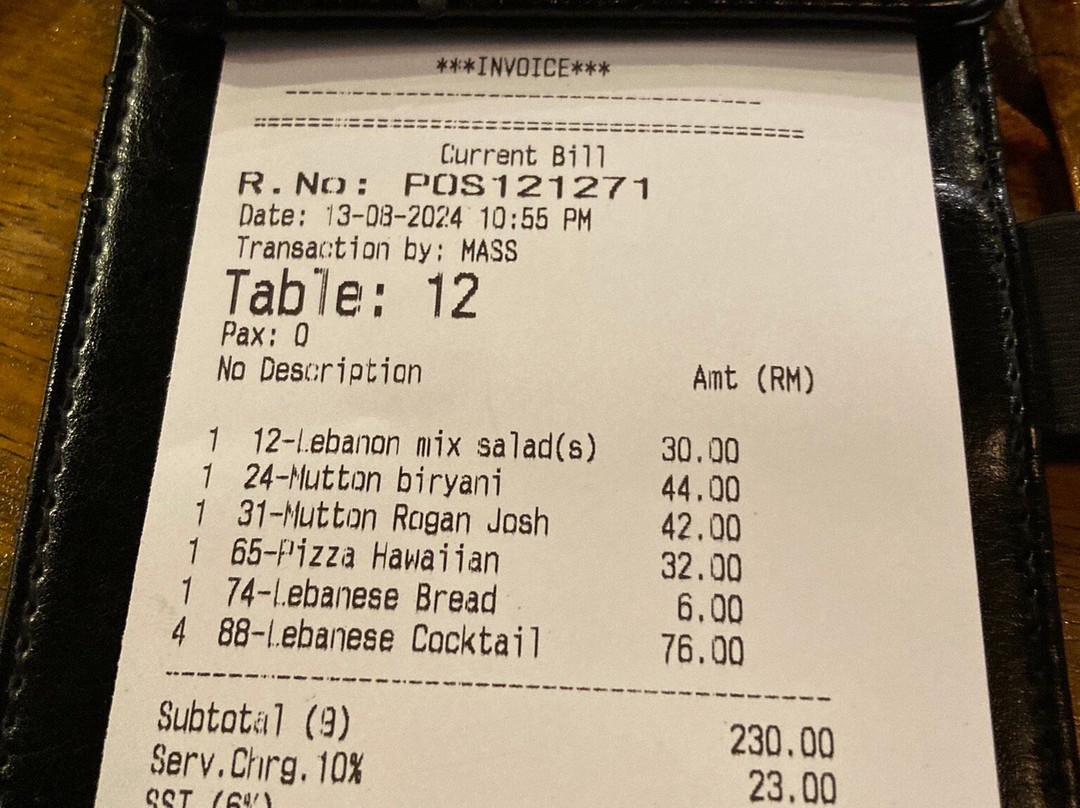 ***INVOICE***
------------------------------------------
==========================================
Current Bill
R.No: POS121271
Date: 13-08-2024 10:55 PM
Transaction by: MASS
Table: 12
Pax: 0
No Description Amt (RM)
1 12-Lebanon mix salad(s) 30.00
1 24-Mutton biryani 44.00
1 31-Mutton Rogan Josh 42.00
1 65-Pizza Hawaiian 32.00
1 74-Lebanese Bread 6.00
4 88-Lebanese Cocktail 76.00
------------------------------------------
Subtotal (9) 230.00
Serv.Chrg.10% 23.00
SST (6%)